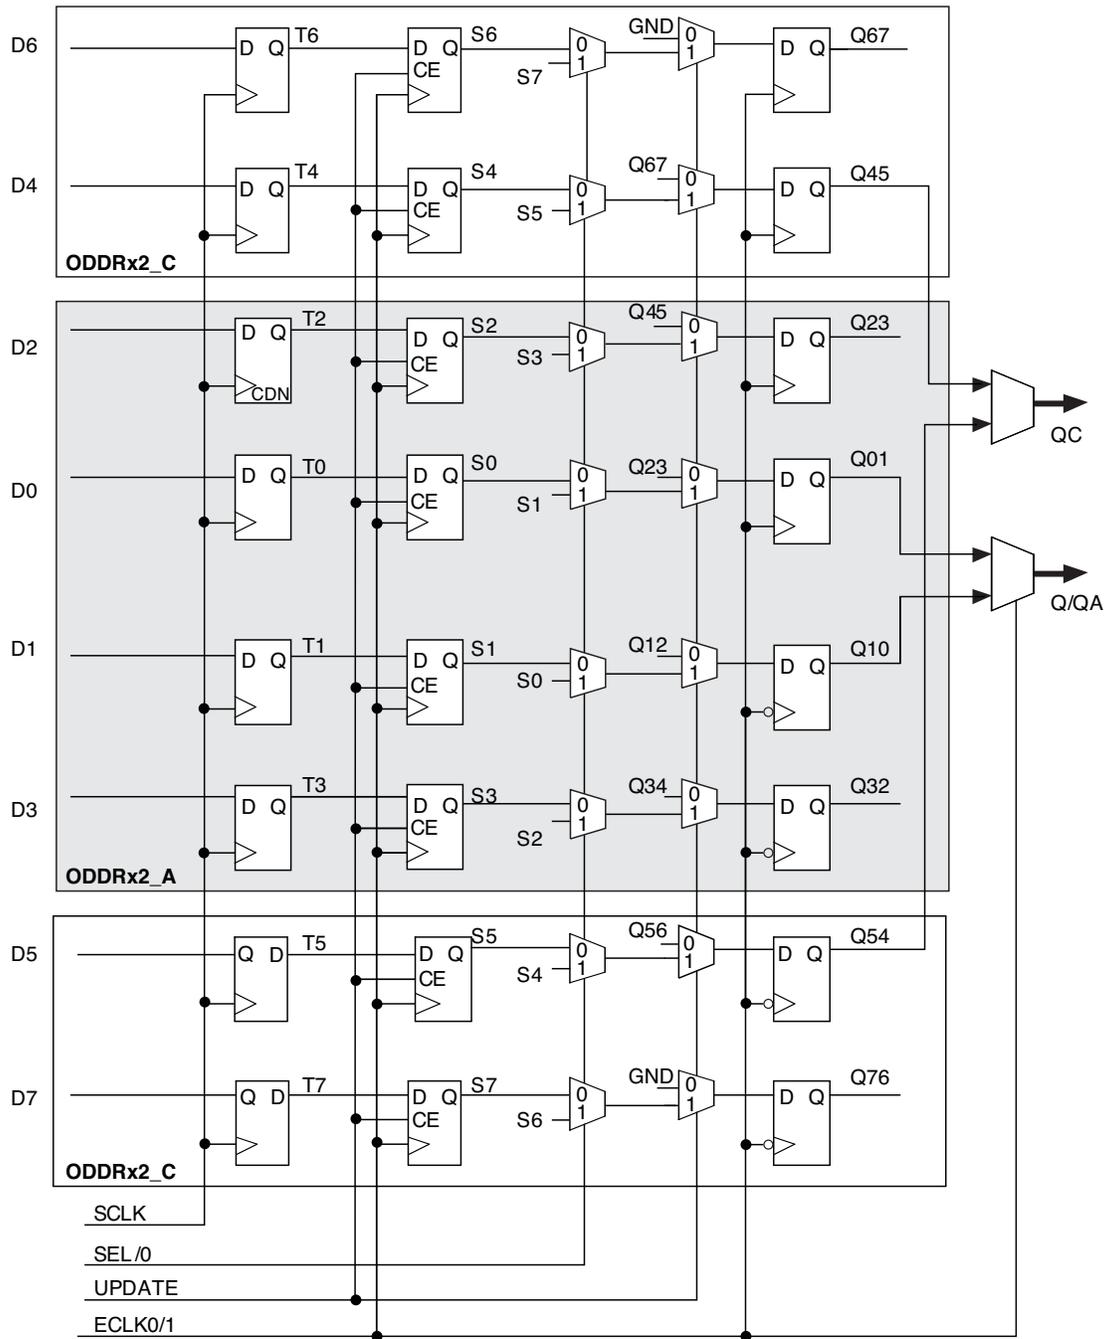 D6
D Q
T6
D Q
CE
S6
S7
0
1
GND
0
1
D Q
Q67
D4
D Q
T4
D Q
CE
S4
S5
0
1
Q67
0
1
D Q
Q45
ODDRx2_C
D2
D Q
CDN
T2
D Q
CE
S2
S3
0
1
Q45
0
1
D Q
Q23
QC
D0
D Q
T0
D Q
CE
S0
S1
0
1
Q23
0
1
D Q
Q01
Q/QA
D1
D Q
T1
D Q
CE
S1
S0
0
1
Q12
0
1
D Q
Q10
D3
D Q
T3
D Q
CE
S3
S2
0
1
Q34
0
1
D Q
Q32
ODDRx2_A
D5
Q D
T5
D Q
CE
S5
S4
0
1
Q56
0
1
D Q
Q54
D7
Q D
T7
D Q
CE
S7
S6
0
1
GND
0
1
D Q
Q76
ODDRx2_C
SCLK
SEL /0
UPDATE
ECLK0/1